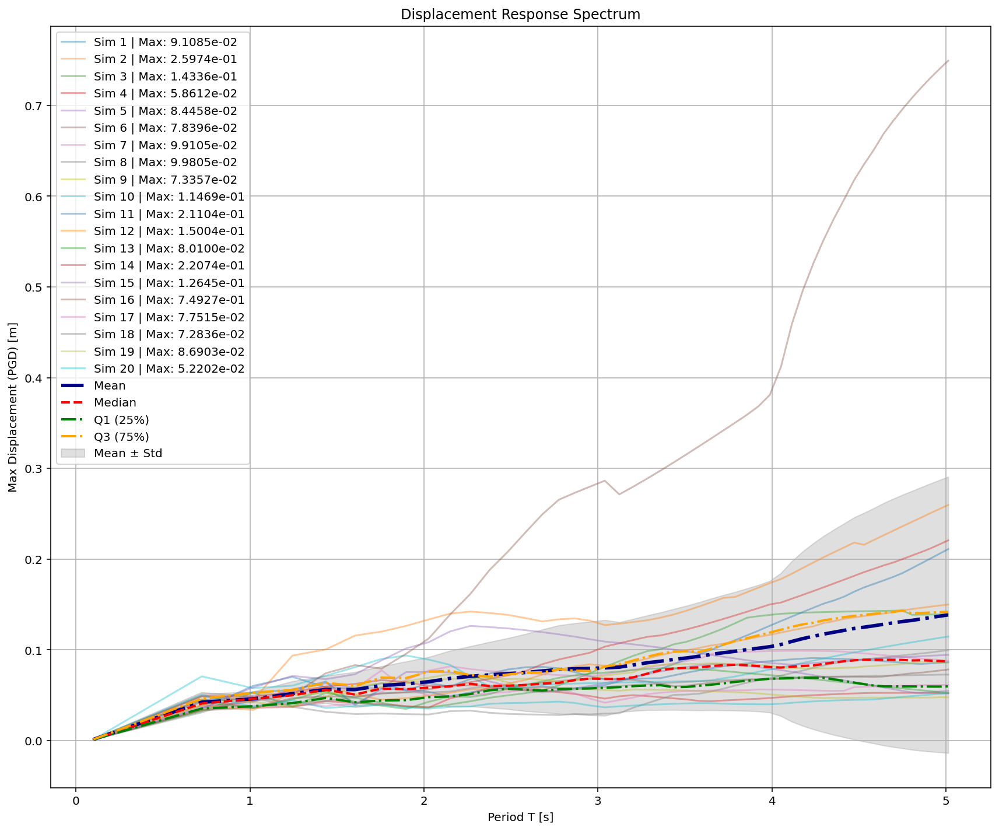 Displacement Response Spectrum
Sim 1 | Max: 9.1085e-02
Sim 2 | Max: 2.5974e-01
Sim 3 | Max: 1.4336e-01
Sim 4 | Max: 5.8612e-02
Sim 5 | Max: 8.4458e-02
Sim 6 | Max: 7.8396e-02
Sim 7 | Max: 9.9105e-02
Sim 8 | Max: 9.9805e-02
Sim 9 | Max: 7.3357e-02
Sim 10 | Max: 1.1469e-01
Sim 11 | Max: 2.1104e-01
Sim 12 | Max: 1.5004e-01
Sim 13 | Max: 8.0100e-02
Sim 14 | Max: 2.2074e-01
Sim 15 | Max: 1.2645e-01
Sim 16 | Max: 7.4927e-01
Sim 17 | Max: 7.7515e-02
Sim 18 | Max: 7.2836e-02
Sim 19 | Max: 8.6903e-02
Sim 20 | Max: 5.2202e-02
Mean
Median
Q1 (25%)
Q3 (75%)
Mean ± Std
Max Displacement (PGD) [m]
0.7
0.6
0.5
0.4
0.3
0.2
0.1
0.0
0 1 2 3 4 5
Period T [s]